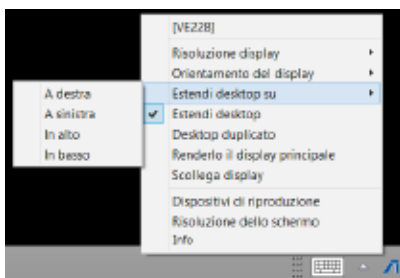 [VE228]
Risoluzione display
Orientamento del display
Estendi desktop su
A destra
A sinistra
In alto
In basso
Estendi desktop
Desktop duplicato
Renderlo il display principale
Scollega display
Dispositivi di riproduzione
Risoluzione dello schermo
Info